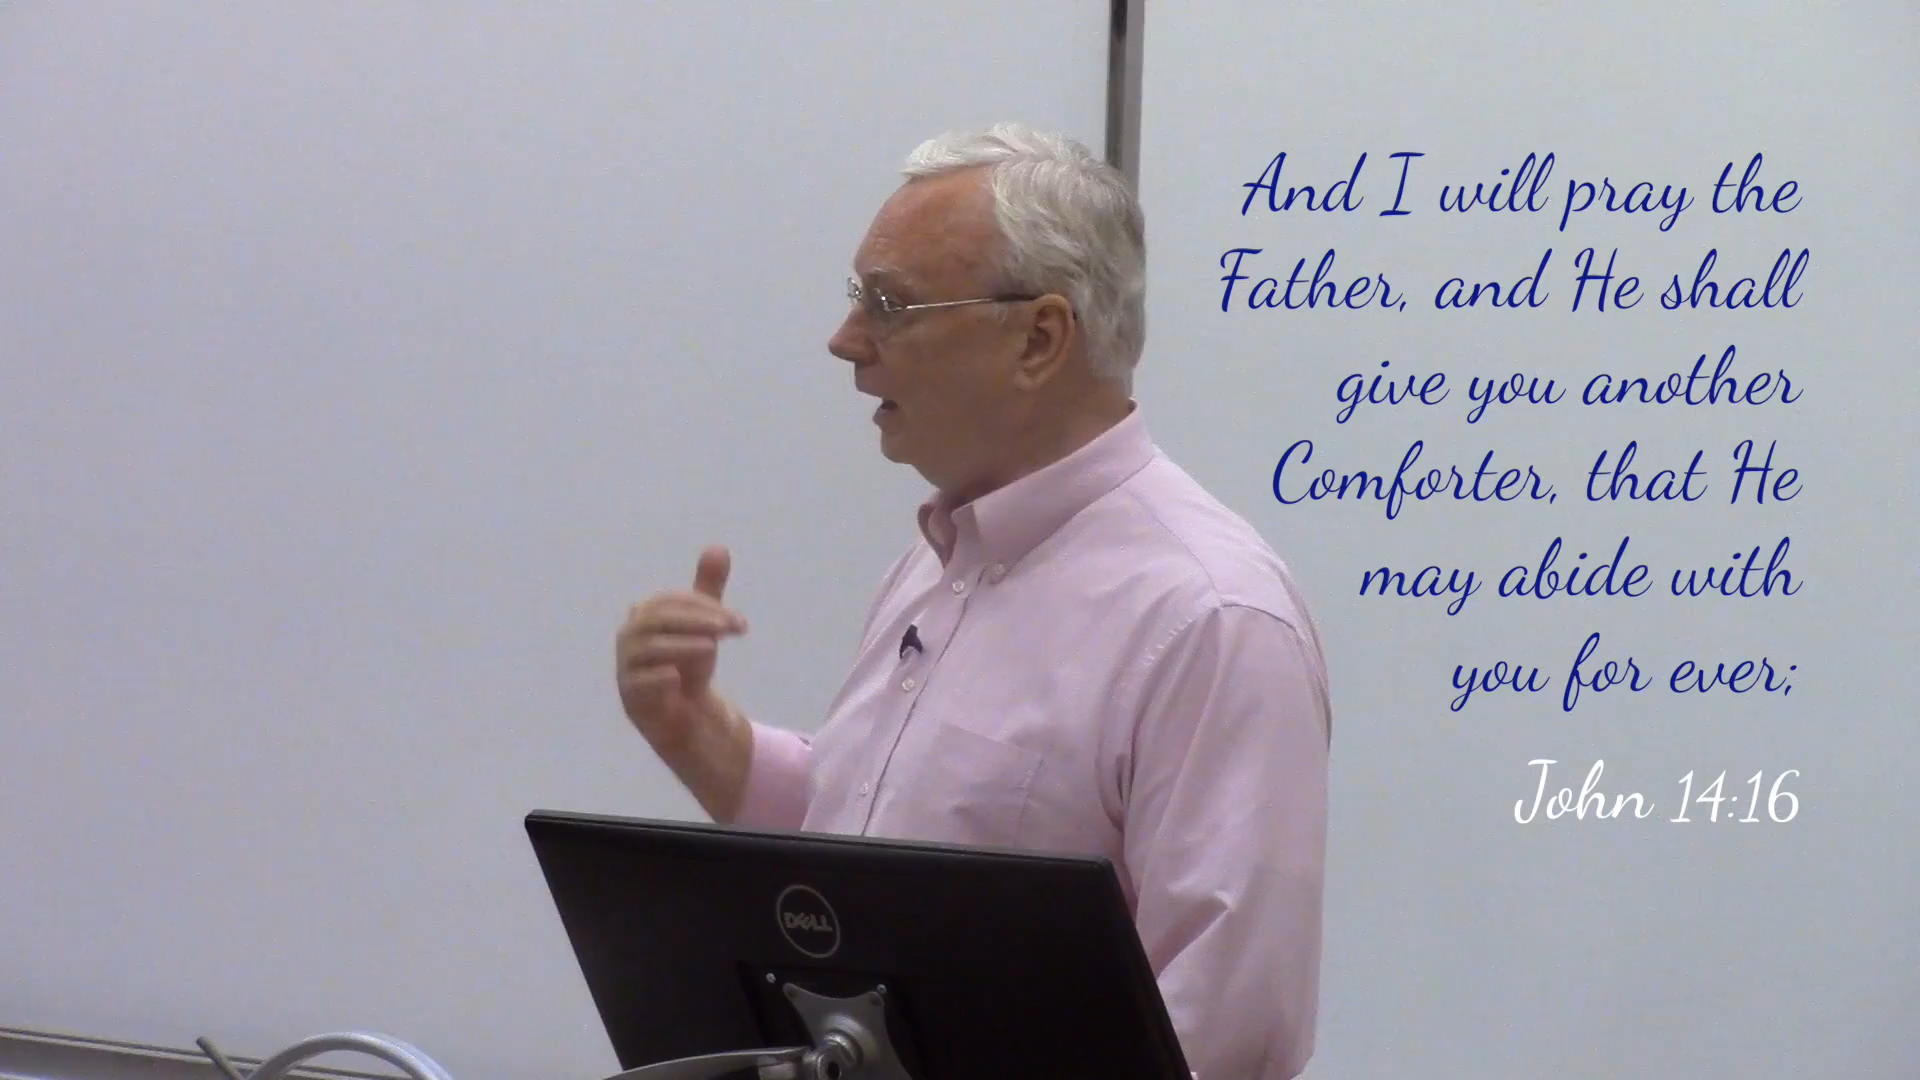 And I will pray the
Father, and He shall
give you another
Comforter, that He
may abide with
you for ever;
John 14:16
DELL